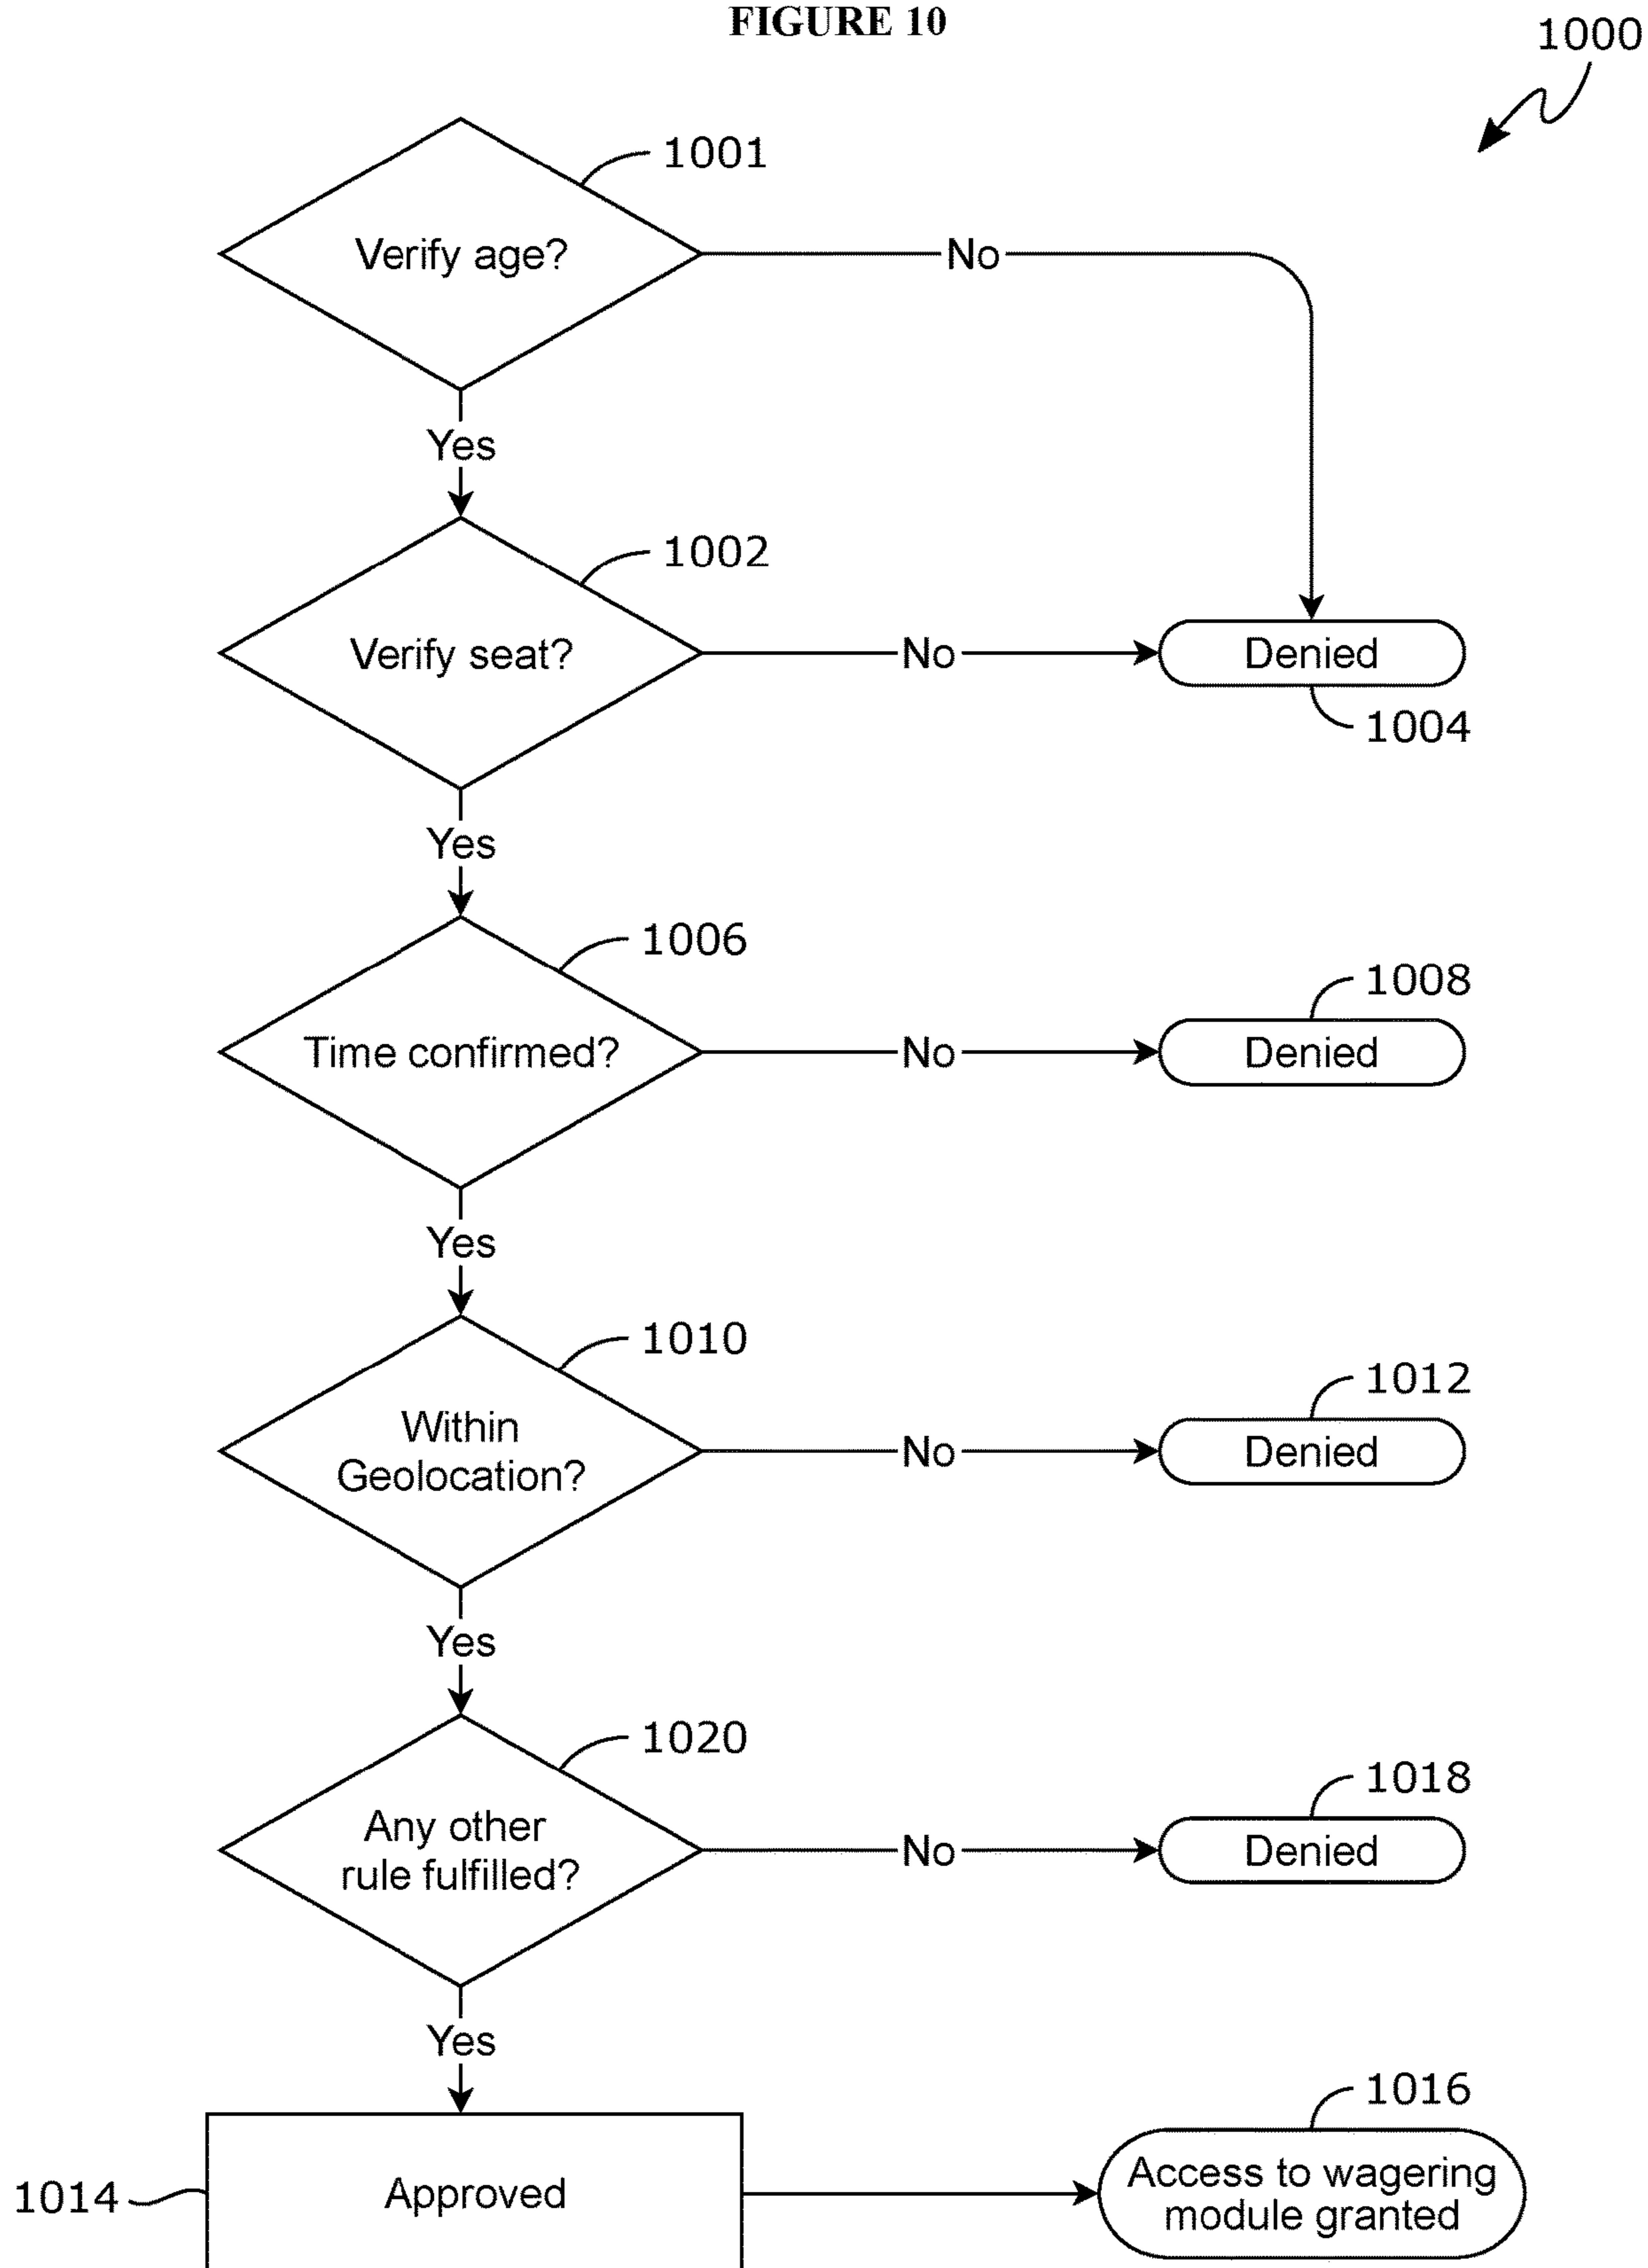 FIGURE 10
1000
1001
Verify age?
No
Yes
1002
Verify seat?
No
Denied
1004
Yes
1006
Time confirmed?
No
1008
Denied
Yes
1010
Within
Geolocation?
No
1012
Denied
Yes
1020
Any other
rule fulfilled?
No
1018
Denied
Yes
1014
Approved
1016
Access to wagering
module granted